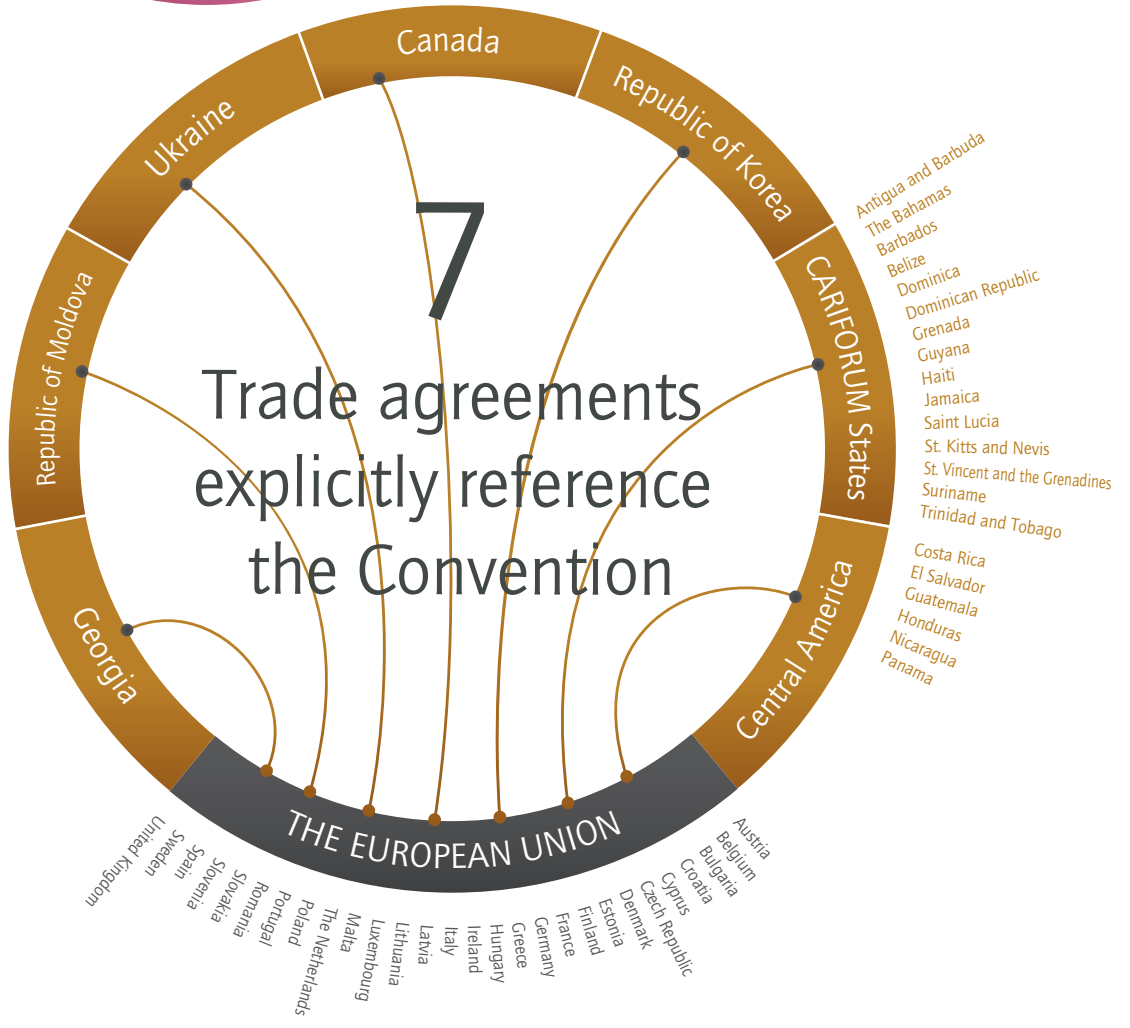 7
Trade agreements
explicitly reference
the Convention
Georgia
Republic of Moldova
Ukraine
Canada
Republic of Korea
CARIFORUM States
Central America
THE EUROPEAN UNION
Antigua and Barbuda
The Bahamas
Barbados
Belize
Dominica
Dominican Republic
Grenada
Guyana
Haiti
Jamaica
Saint Lucia
St. Kitts and Nevis
St. Vincent and the Grenadines
Suriname
Trinidad and Tobago
Costa Rica
El Salvador
Guatemala
Honduras
Nicaragua
Panama
Austria
Belgium
Bulgaria
Croatia
Cyprus
Czech Republic
Denmark
Estonia
Finland
France
Germany
Greece
Hungary
Ireland
Italy
Latvia
Lithuania
Luxembourg
Malta
The Netherlands
Poland
Portugal
Romania
Slovakia
Slovenia
Spain
Sweden
United Kingdom